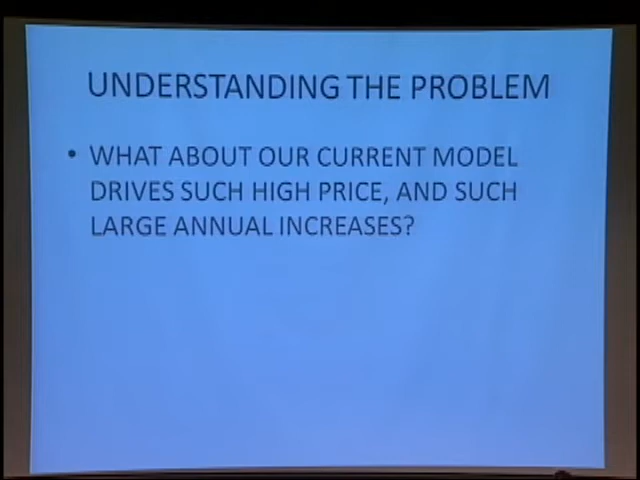 UNDERSTANDING THE PROBLEM
• WHAT ABOUT OUR CURRENT MODEL
DRIVES SUCH HIGH PRICE, AND SUCH
LARGE ANNUAL INCREASES?